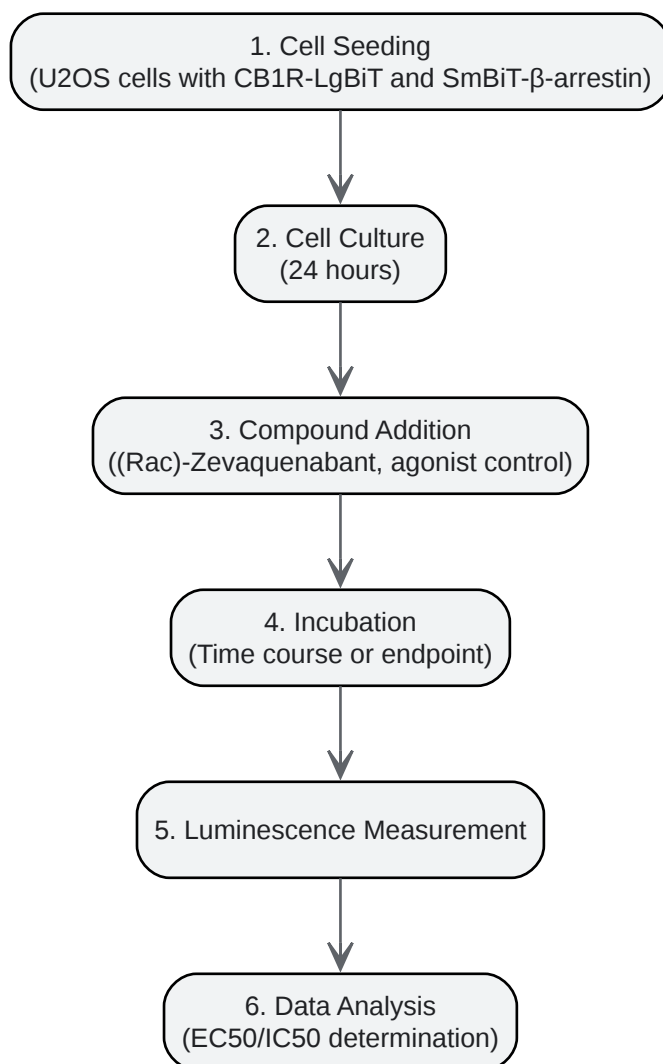 1. Cell Seeding
(U2OS cells with CB1R-LgBiT and SmBiT-β-arrestin)
2. Cell Culture
(24 hours)
3. Compound Addition
((Rac)-Zevaquenabant, agonist control)
4. Incubation
(Time course or endpoint)
5. Luminescence Measurement
6. Data Analysis
(EC50/IC50 determination)